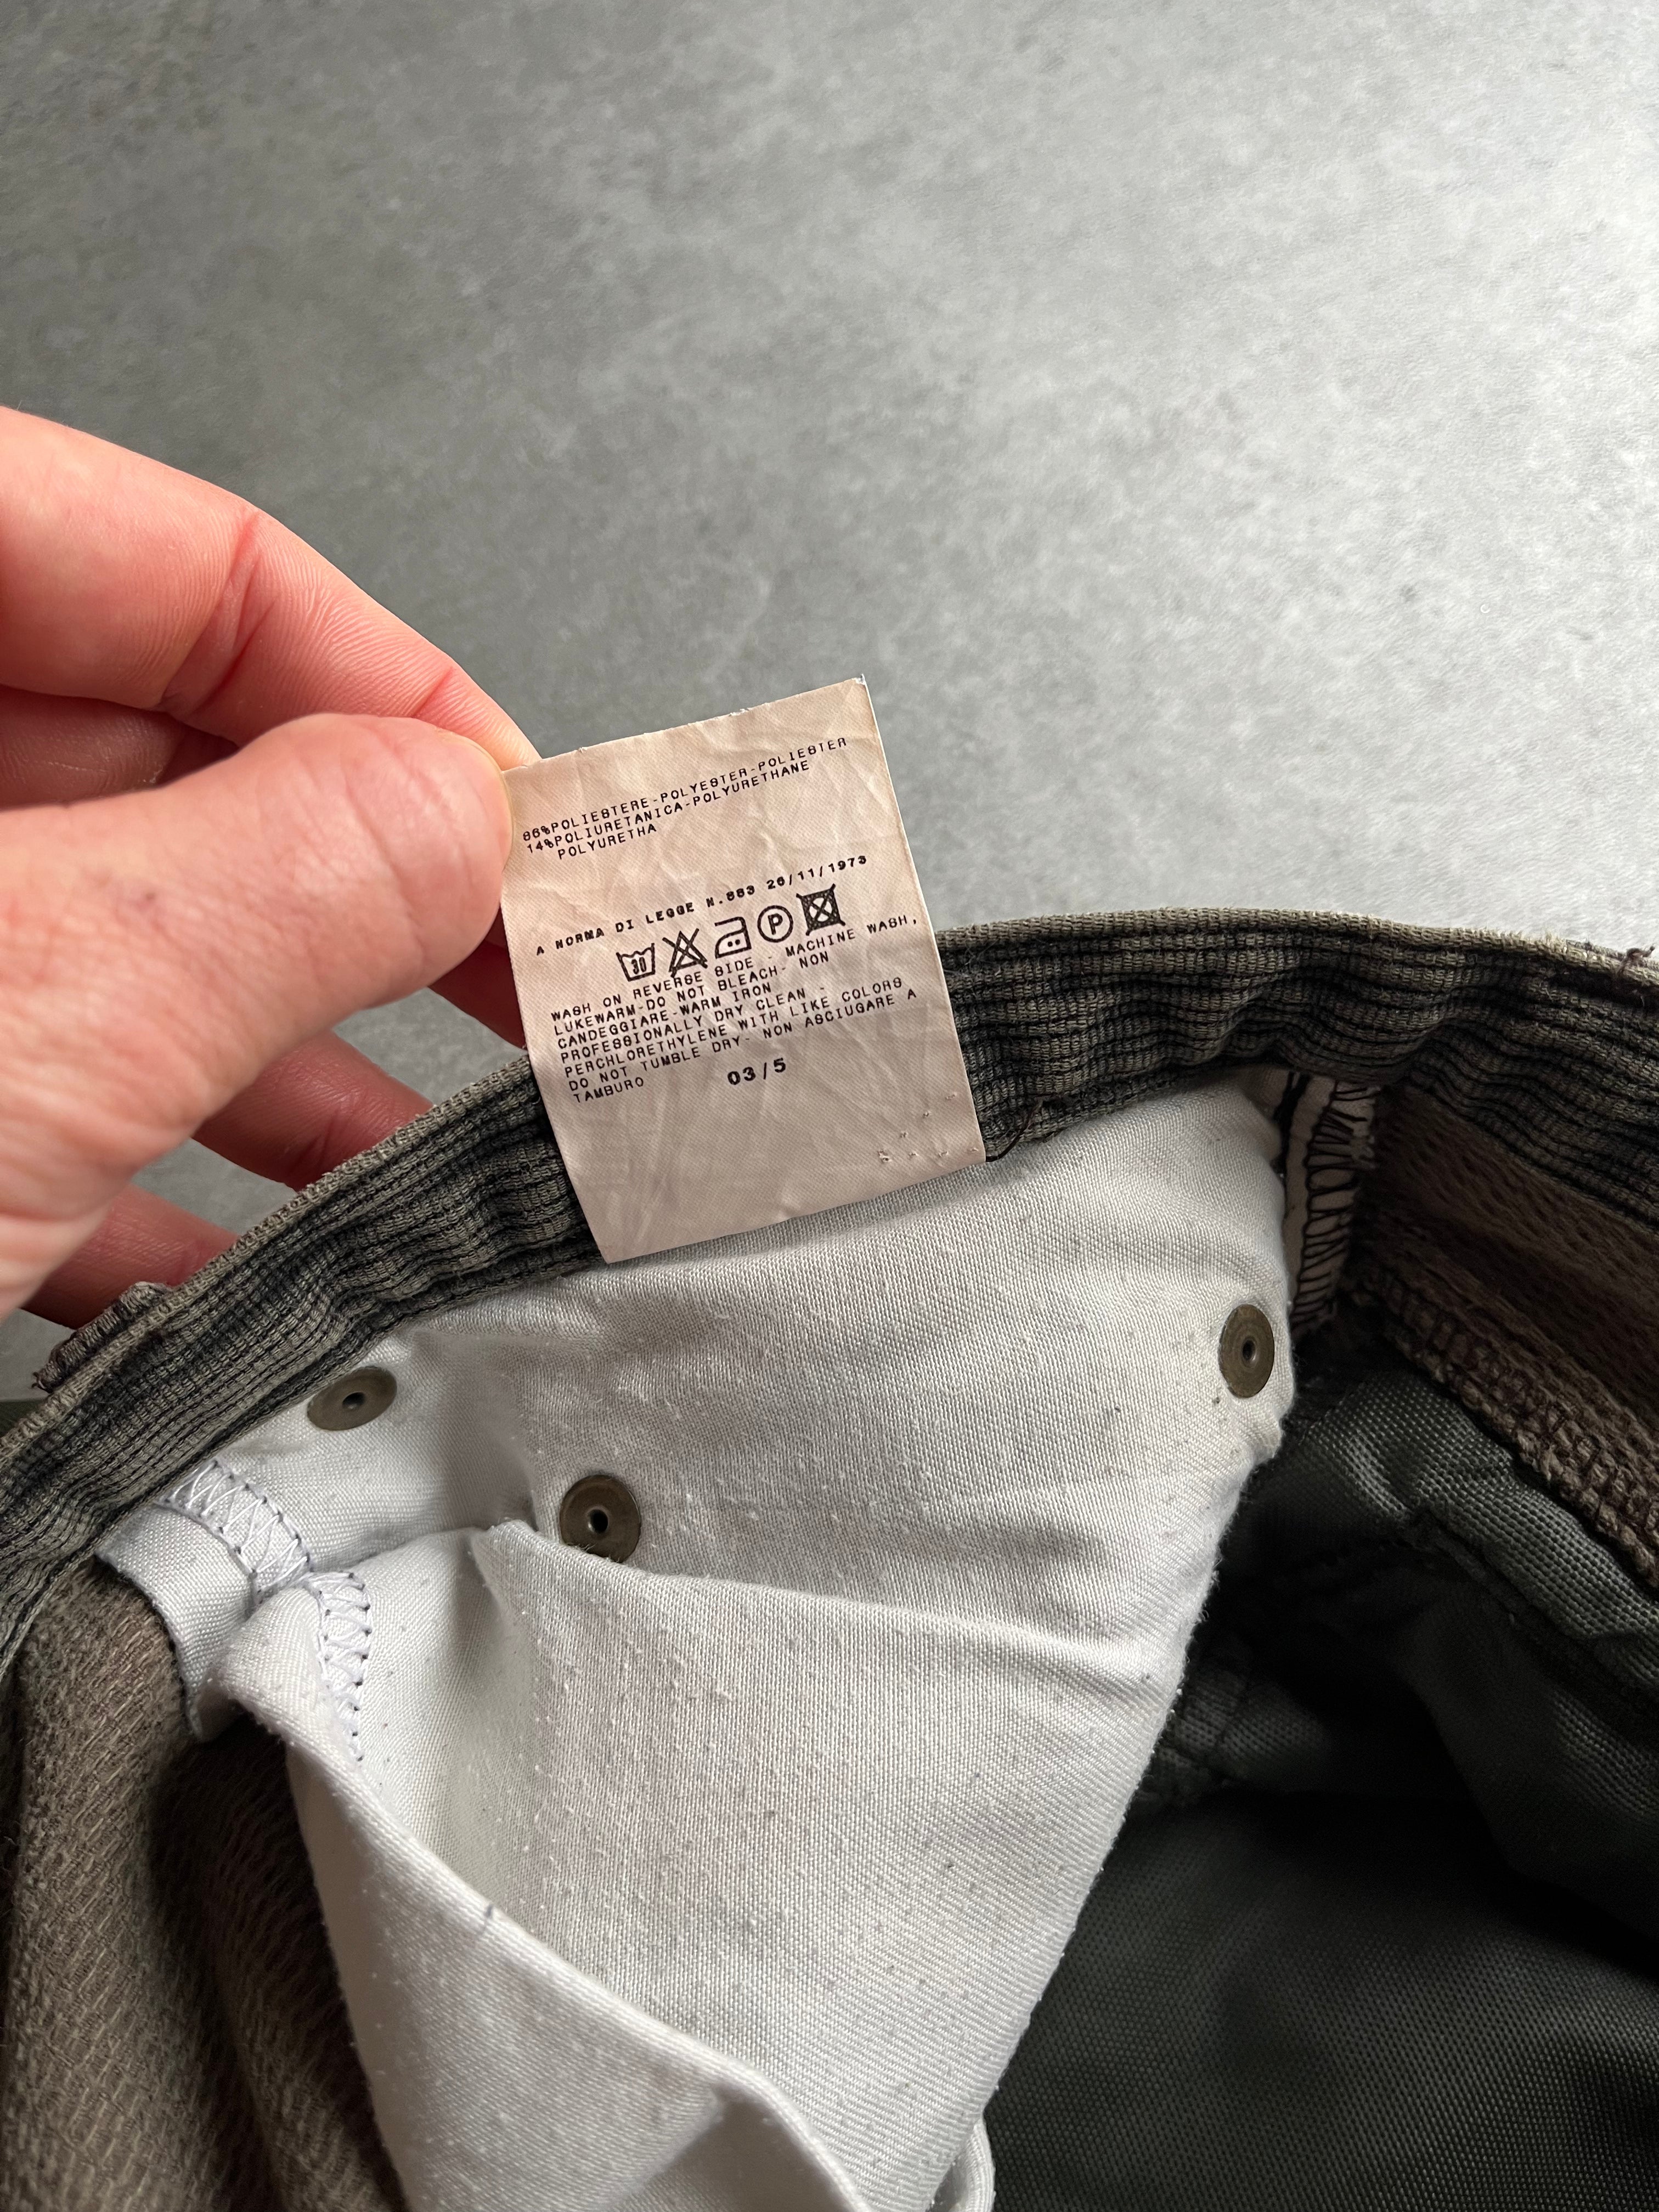 86%POLIESTERE-POLYESTER-POLIESTER
14%POLIURETANICA-POLYURETHANE
POLYURETHA
A NORMA DI LEGGE N.883 26/11/1973
30 P
WASH ON REVERSE SIDE - MACHINE WASH,
LUKEWARM-DO NOT BLEACH- NON
CANDEGGIARE-WARM IRON
PROFESSIONALLY DRY CLEAN -
PERCHLORETHYLENE WITH LIKE COLORS
DO NOT TUMBLE DRY- NON ASCIUGARE A
TAMBURO
03/5